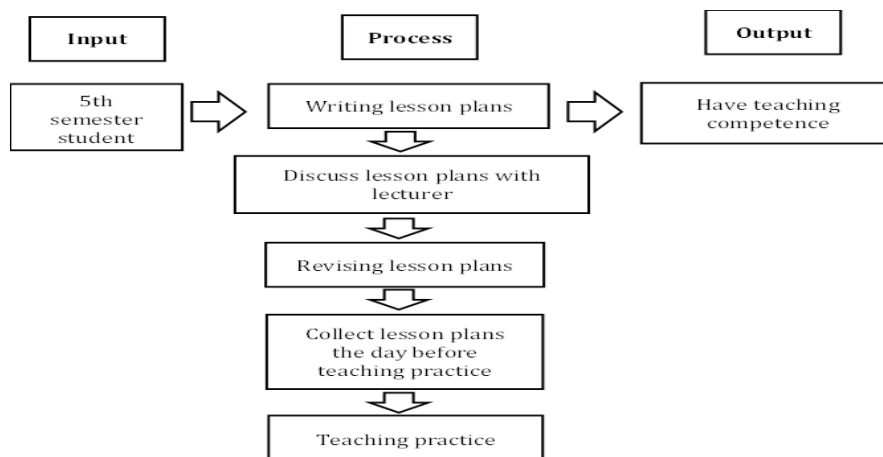 Input
Process
Output
5th
semester
student
Writing lesson plans
Have teaching
competence
Discuss lesson plans with
lecturer
Revising lesson plans
Collect lesson plans
the day before
teaching practice
Teaching practice